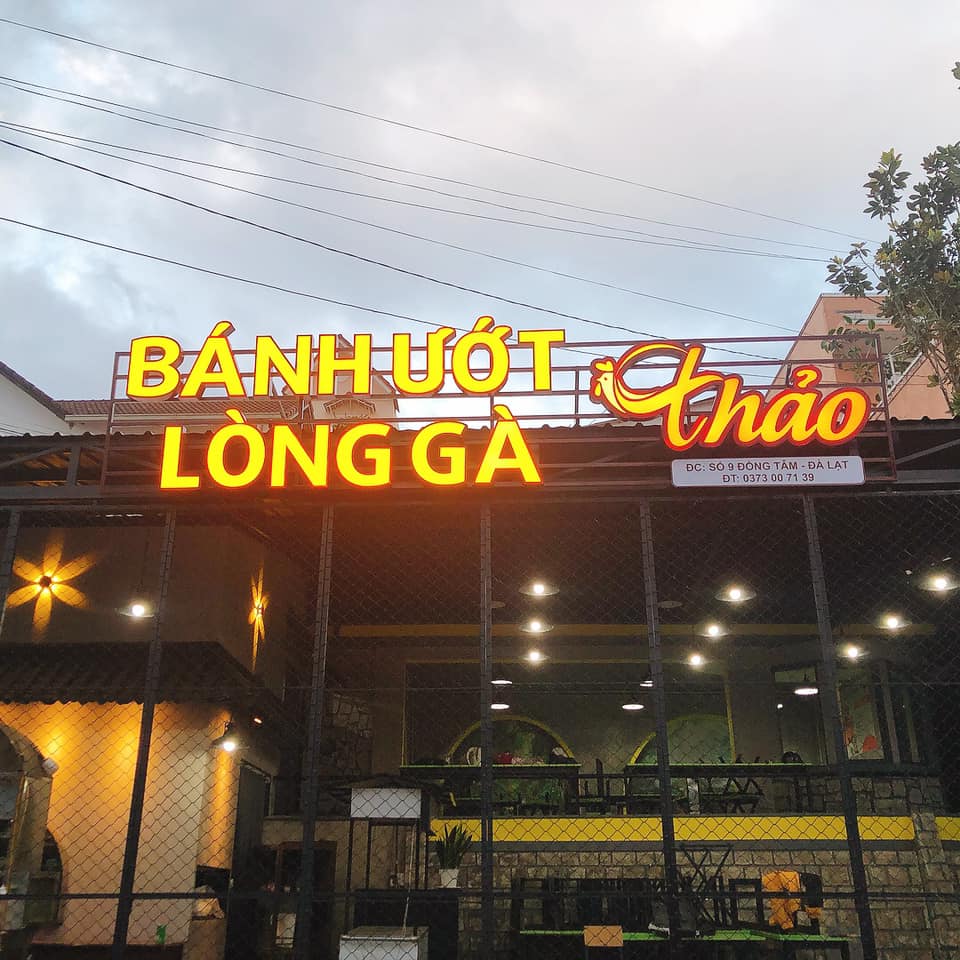 BÁNH ƯỚT
LÒNG GÀ
Thảo
ĐC: SỐ 9 ĐỒNG TÂM - ĐÀ LẠT
ĐT: 0373 00 71 39